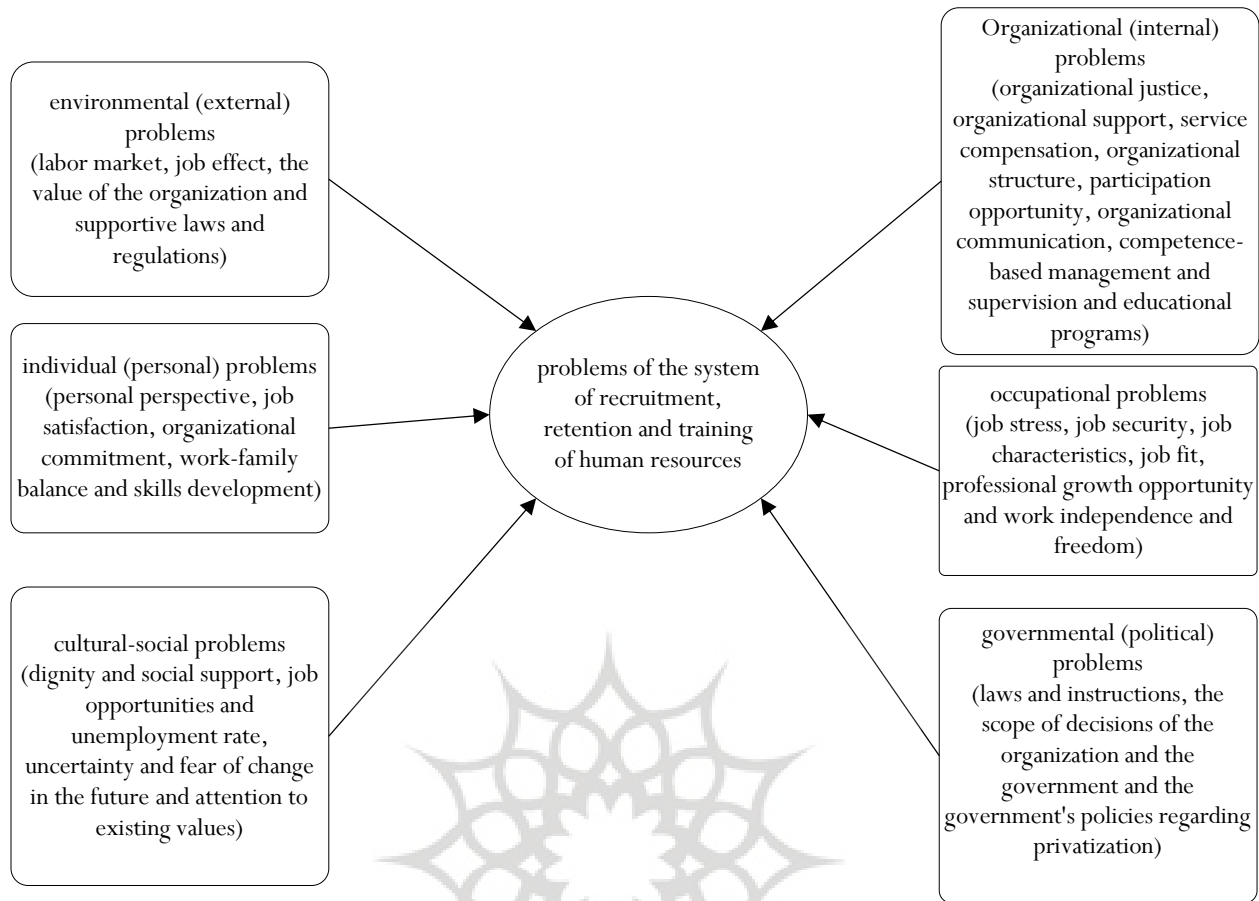 environmental (external)
problems
(labor market, job effect, the
value of the organization and
supportive laws and
regulations)
individual (personal) problems
(personal perspective, job
satisfaction, organizational
commitment, work-family
balance and skills development)
cultural-social problems
(dignity and social support, job
opportunities and
unemployment rate,
uncertainty and fear of change
in the future and attention to
existing values)
problems of the system
of recruitment,
retention and training
of human resources
Organizational (internal)
problems
(organizational justice,
organizational support, service
compensation, organizational
structure, participation
opportunity, organizational
communication, competence-
based management and
supervision and educational
programs)
occupational problems
(job stress, job security, job
characteristics, job fit,
professional growth opportunity
and work independence and
freedom)
governmental (political)
problems
(laws and instructions, the
scope of decisions of the
organization and the
government and the
government's policies regarding
privatization)